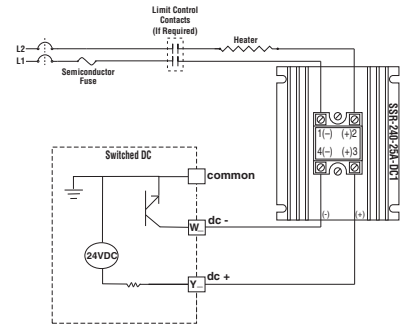 Limit Control
Contacts
(If Required)
Heater
L2
L1
Semiconductor
Fuse
1(-) (+)2
4(-) (+)3
SSR-240-25A-DC1
(-) (+)
Switched DC
common
dc -
W_
24VDC
dc +
Y_